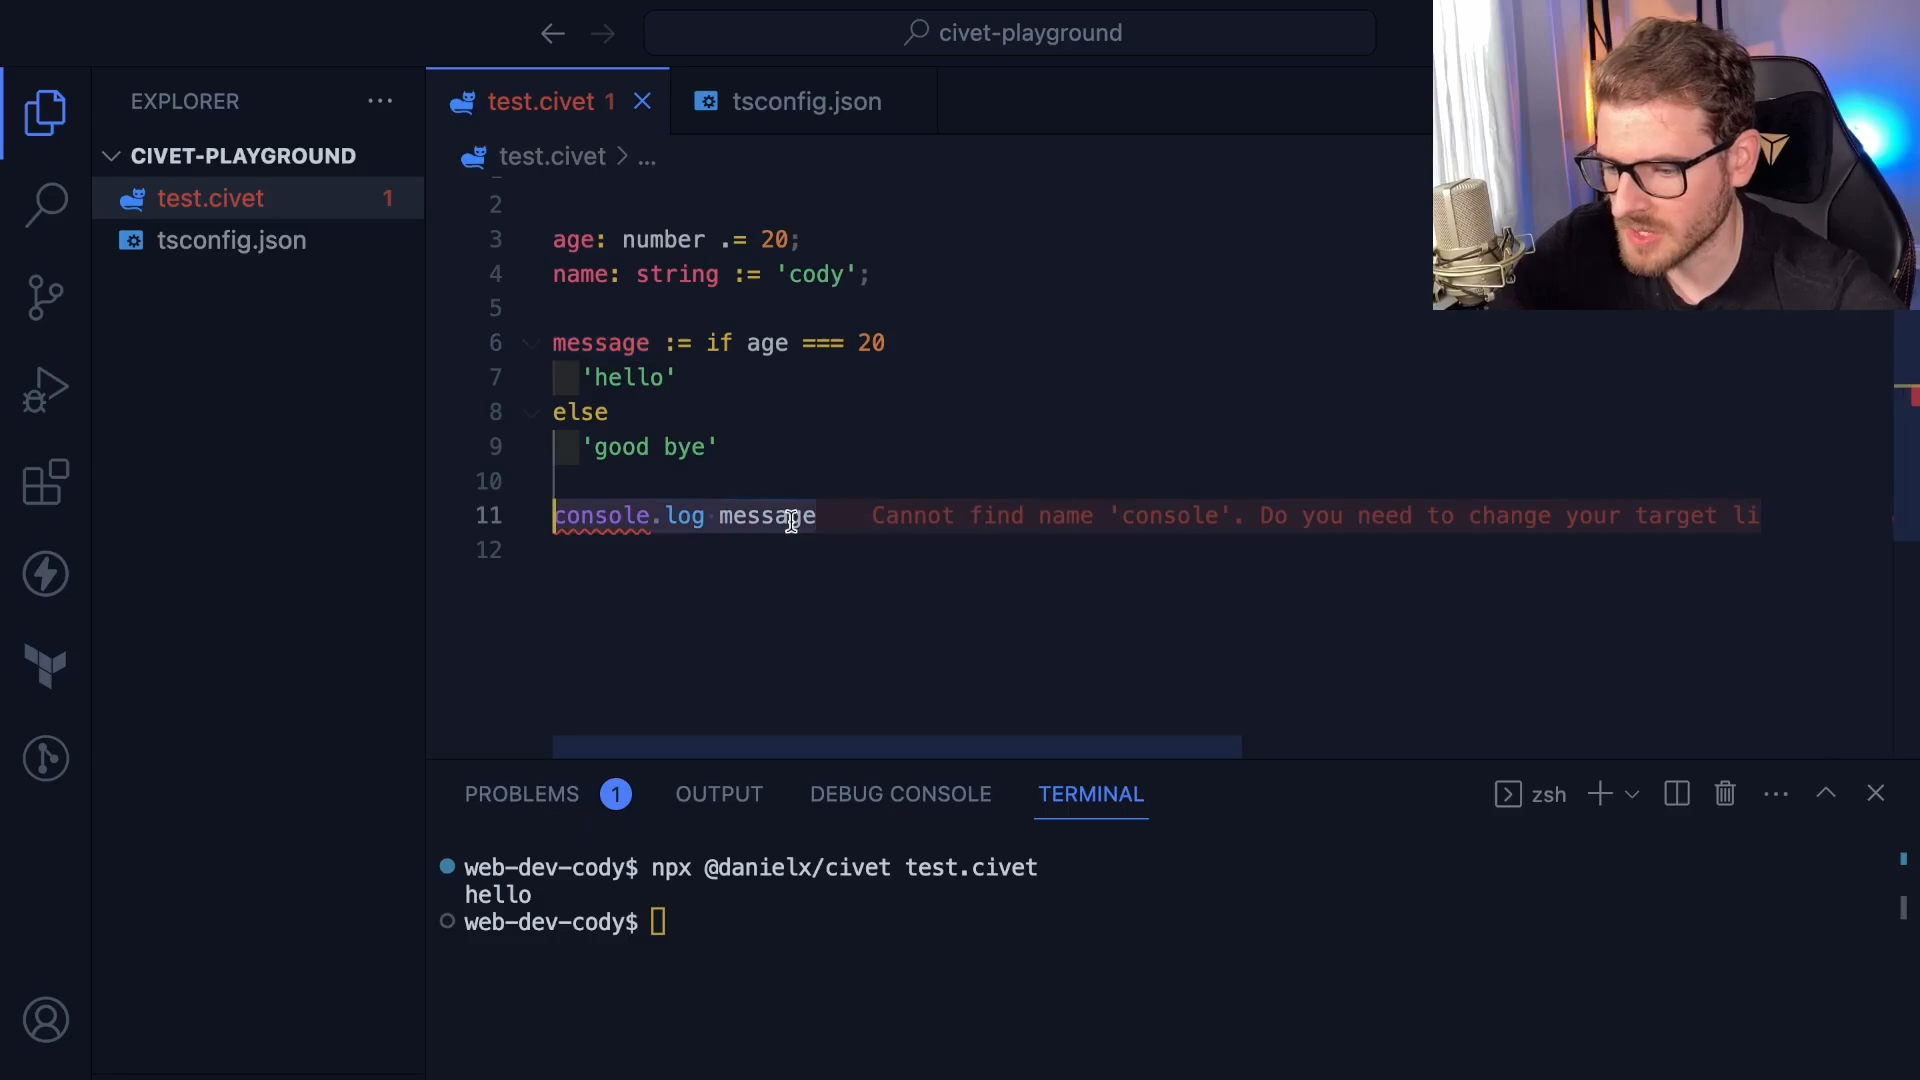 civet-playground
EXPLORER
CIVET-PLAYGROUND
test.civet 1
tsconfig.json
test.civet 1
tsconfig.json
test.civet > ...
2
3 age: number .= 20;
4 name: string := 'cody';
5
6 message := if age === 20
7 'hello'
8 else
9 'good bye'
10
11 console.log message Cannot find name 'console'. Do you need to change your target li
12
PROBLEMS 1 OUTPUT DEBUG CONSOLE TERMINAL
zsh
web-dev-cody$ npx @danielx/civet test.civet
hello
web-dev-cody$